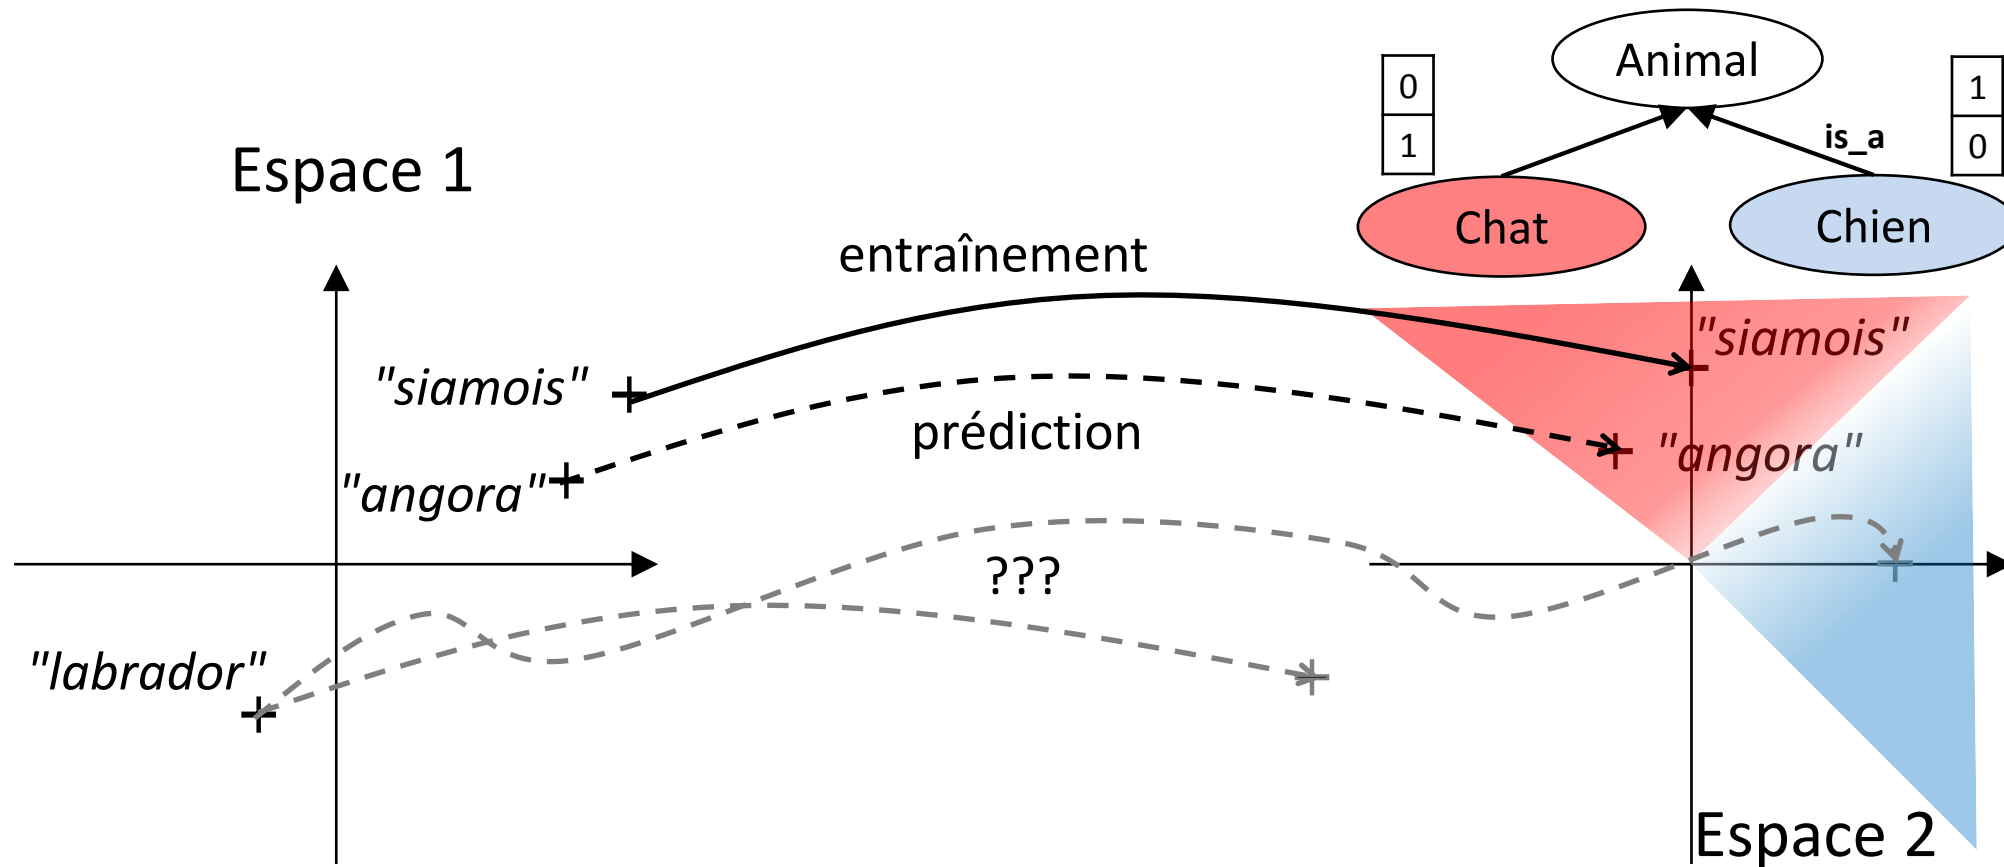 Animal
0
1
1
0
is_a
Espace 1
Chat
Chien
entraînement
"siamois"
"siamois"
prédiction
"angora"
"angora"
???
"labrador"
Espace 2